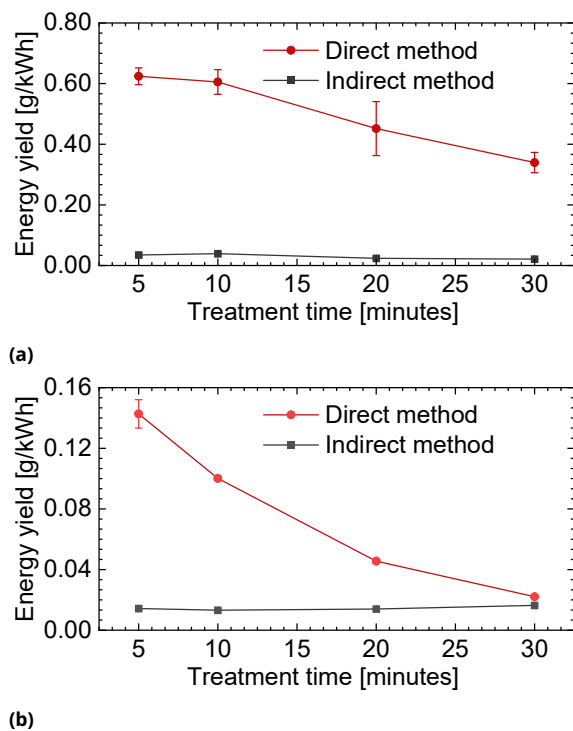 0.80
0.60
0.40
0.20
0.00
Energy yield [g/kWh]
Direct method
Indirect method
5 10 15 20 25 30
Treatment time [minutes]
(a)
0.16
0.12
0.08
0.04
0.00
Energy yield [g/kWh]
Direct method
Indirect method
5 10 15 20 25 30
Treatment time [minutes]
(b)